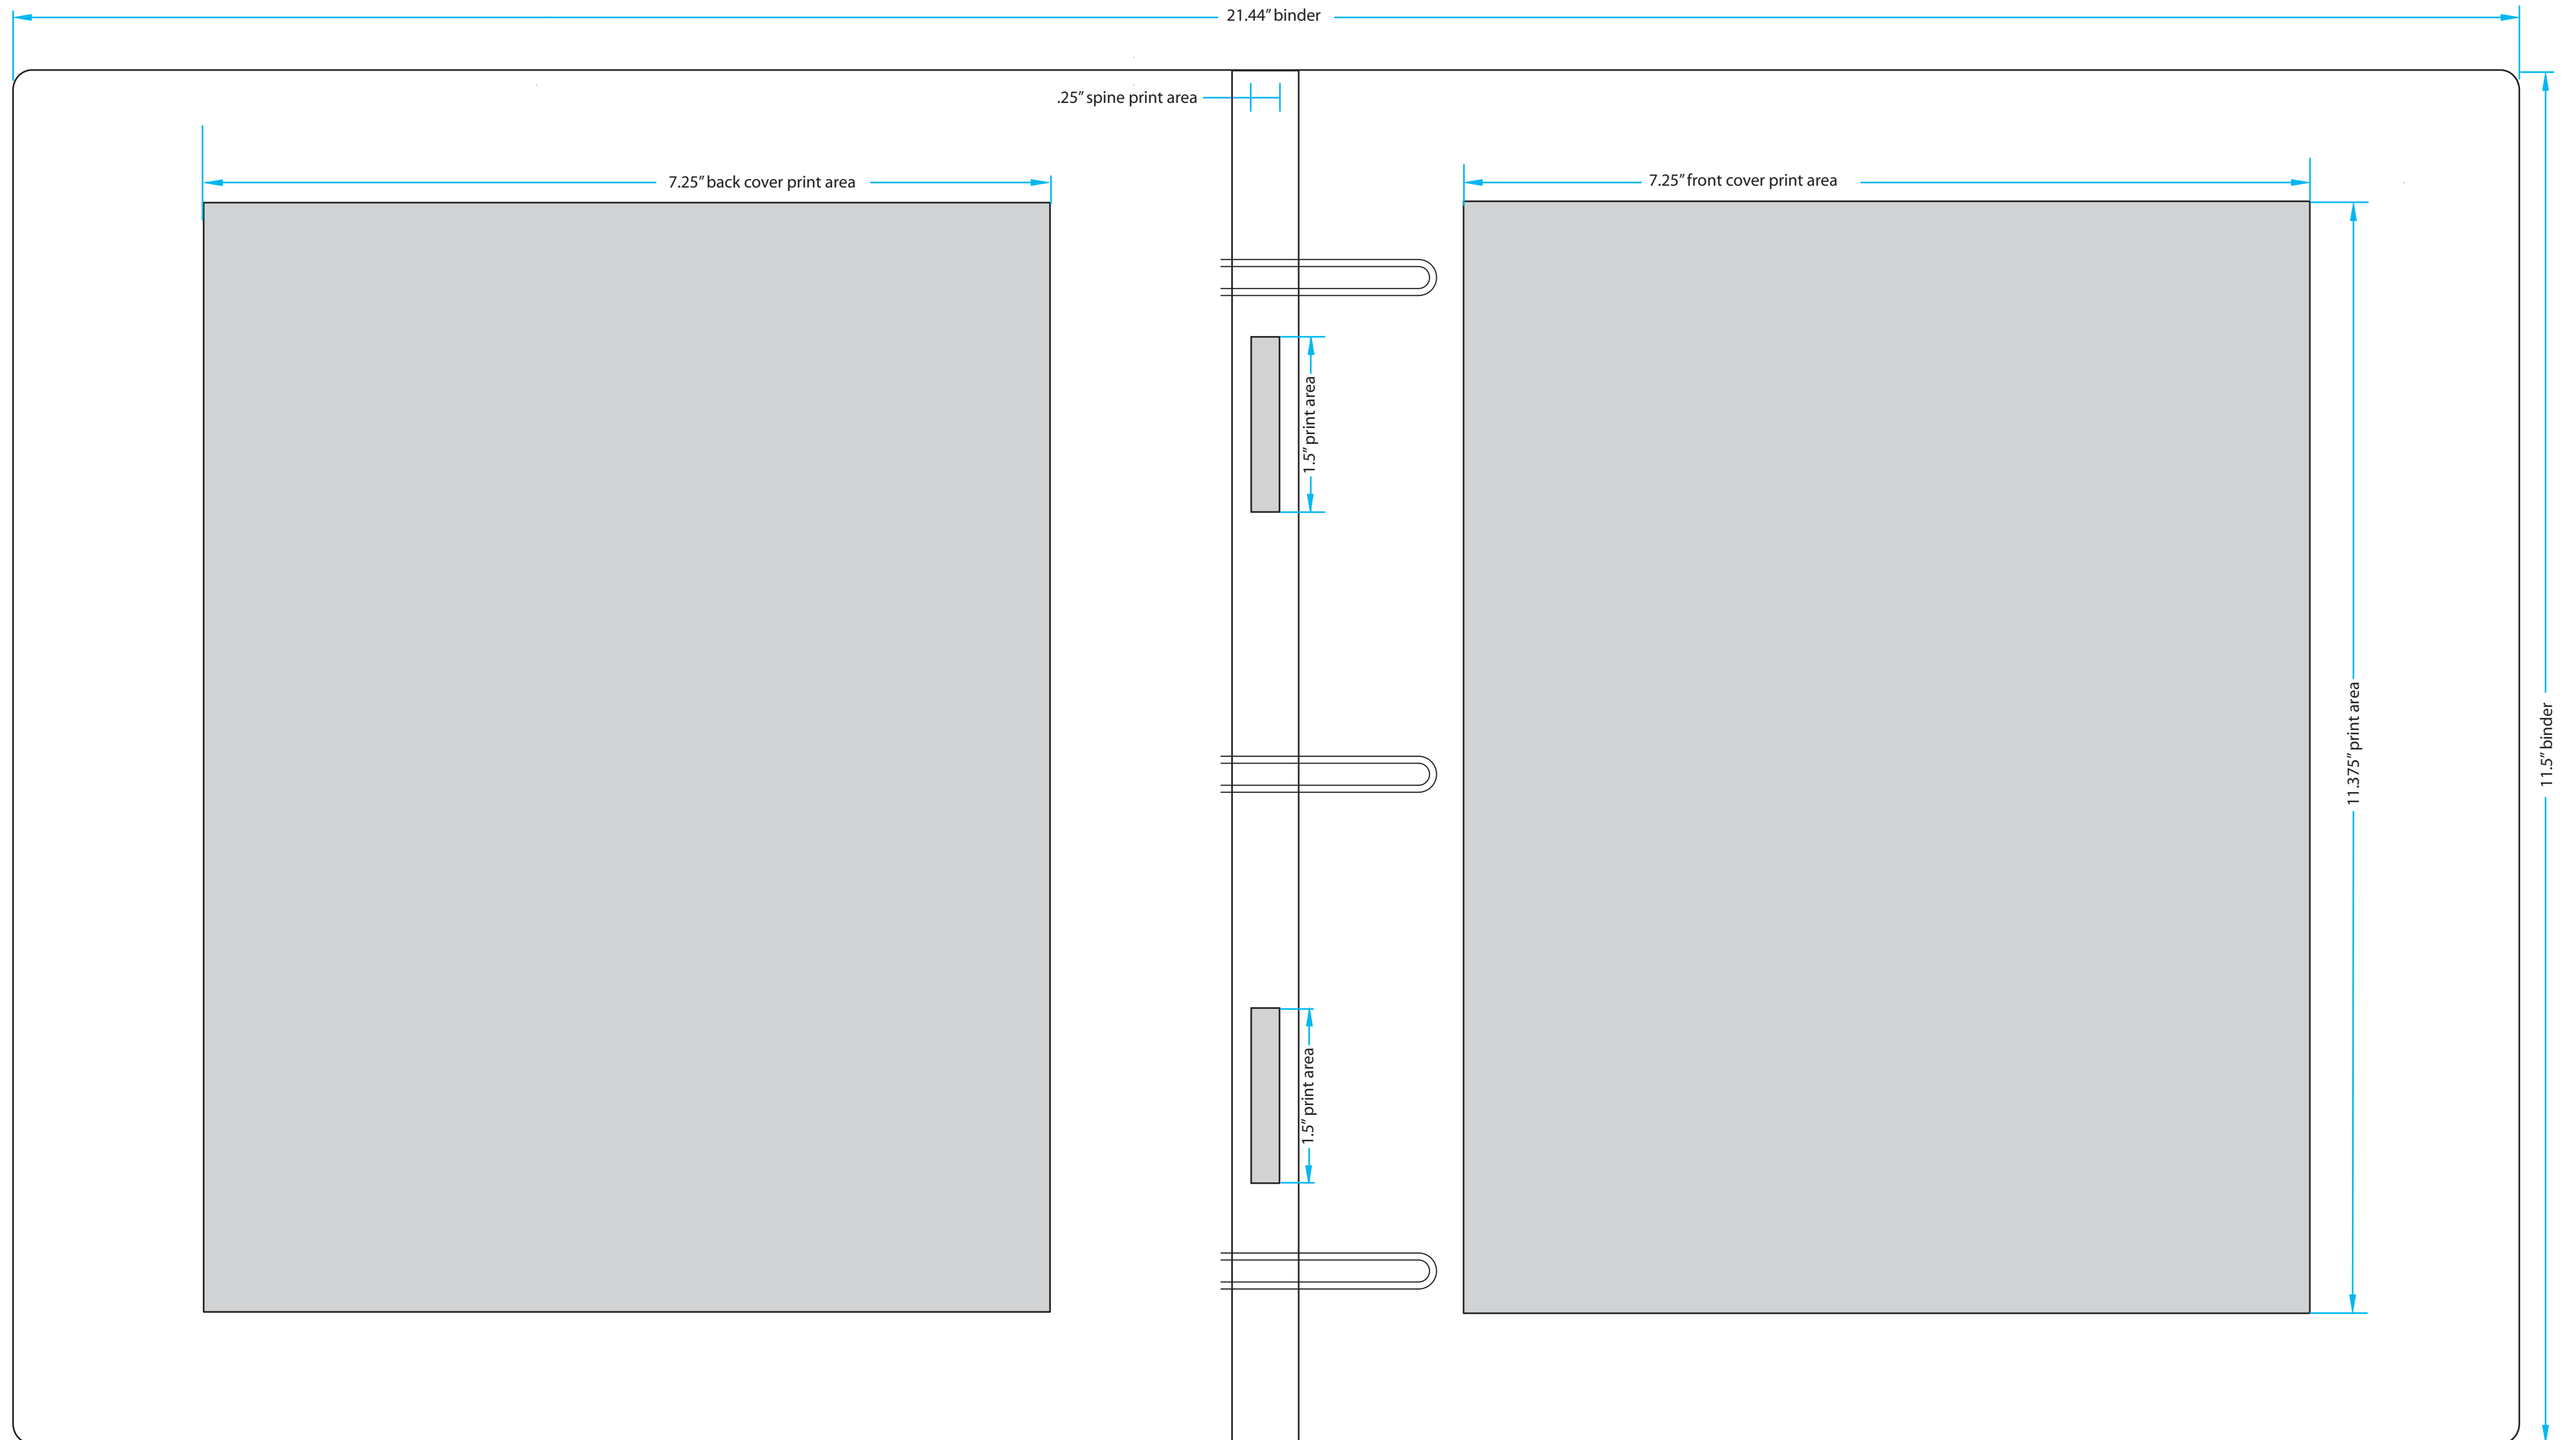 21.44” binder
.25” spine print area
7.25” back cover print area
7.25” front cover print area
1.5” print area
11.375” print area
11.5” binder
1.5” print area